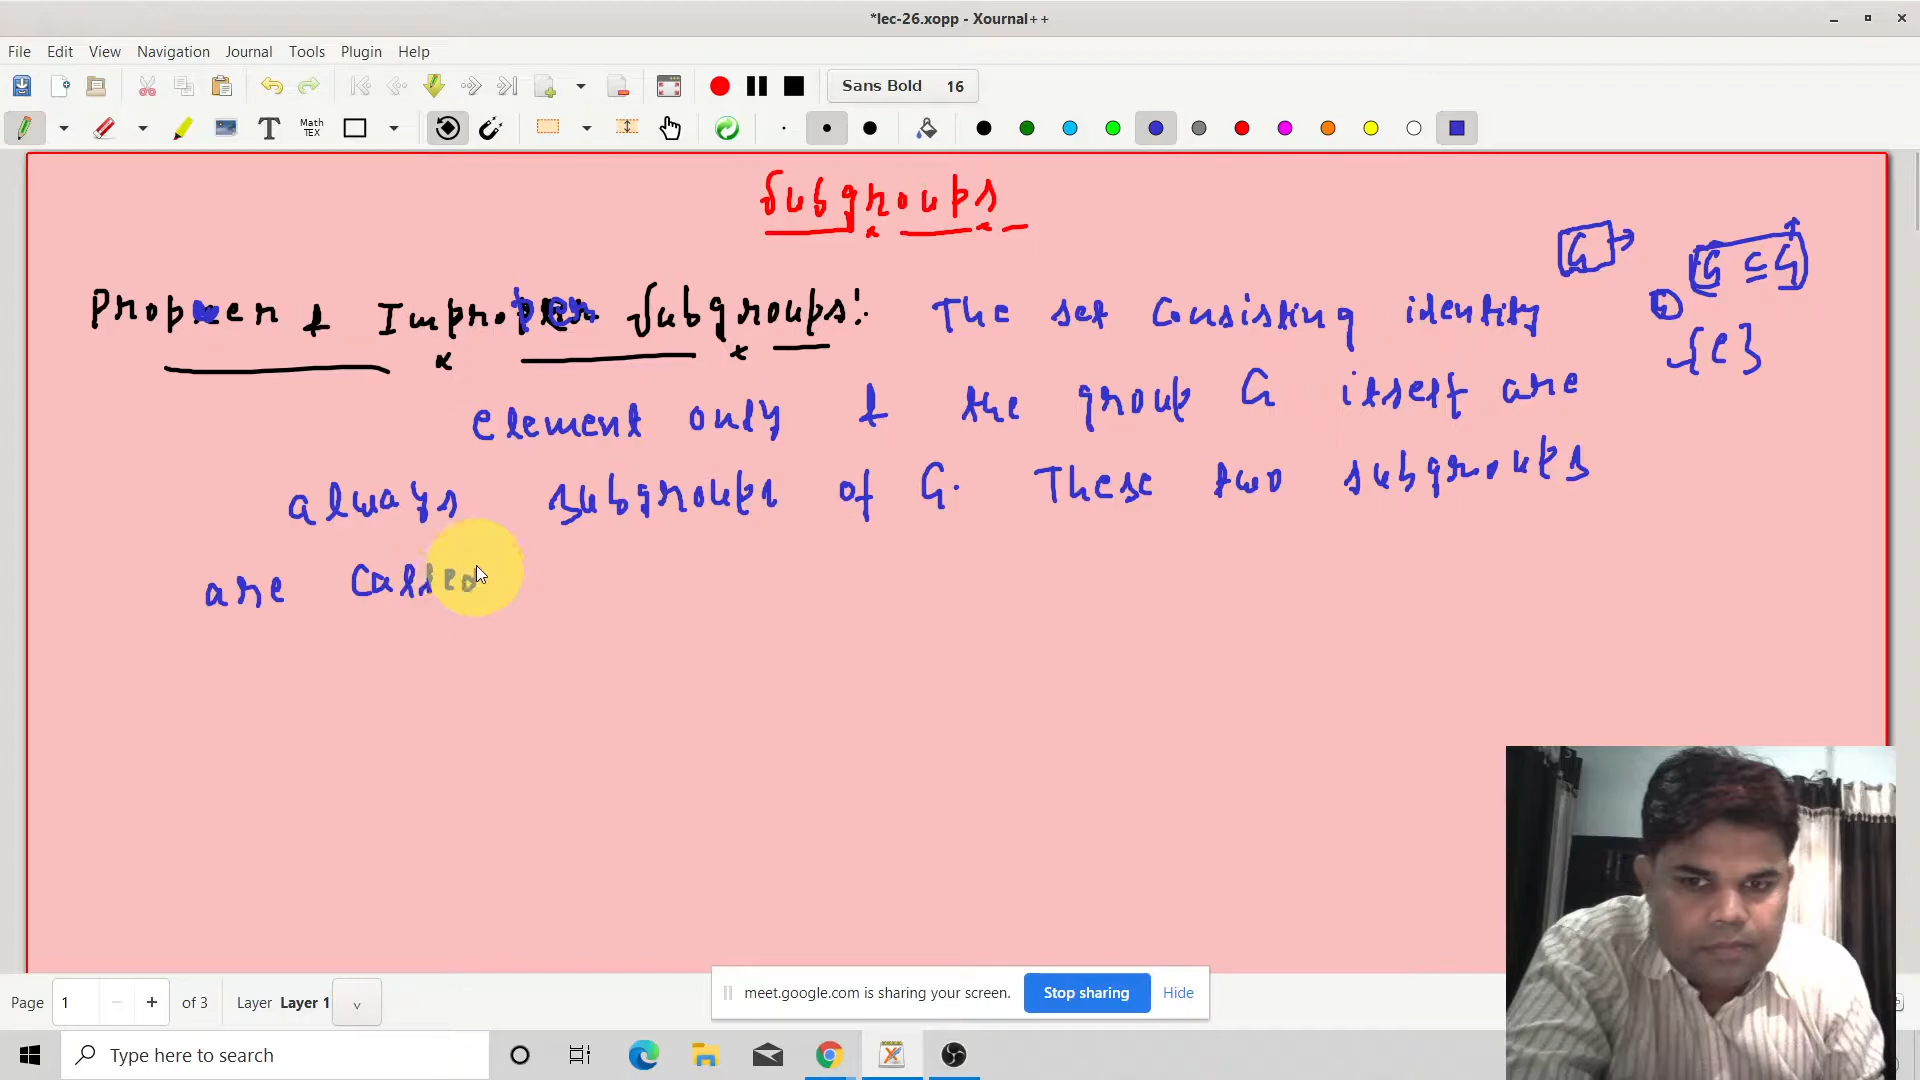 *lec-26.xopp - Xournal++
File Edit View Navigation Journal Tools Plugin Help
Sans Bold 16
Math
TEX
Subgroups
Proper & Improper Subgroups: The set consisting identity
G → G ⊆ G
G
{e}
element only & the group G itself are
always subgroups of G. These two subgroups
are called
meet.google.com is sharing your screen. Stop sharing Hide
Page 1 of 3 Layer Layer 1
Type here to search